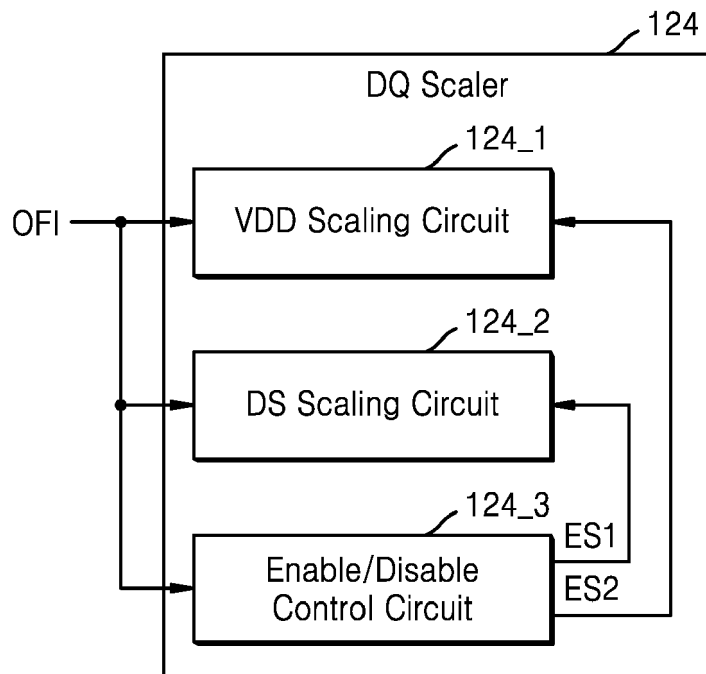 124
DQ Scaler
124_1
OFI
VDD Scaling Circuit
124_2
DS Scaling Circuit
124_3
ES1
Enable/Disable
Control Circuit
ES2